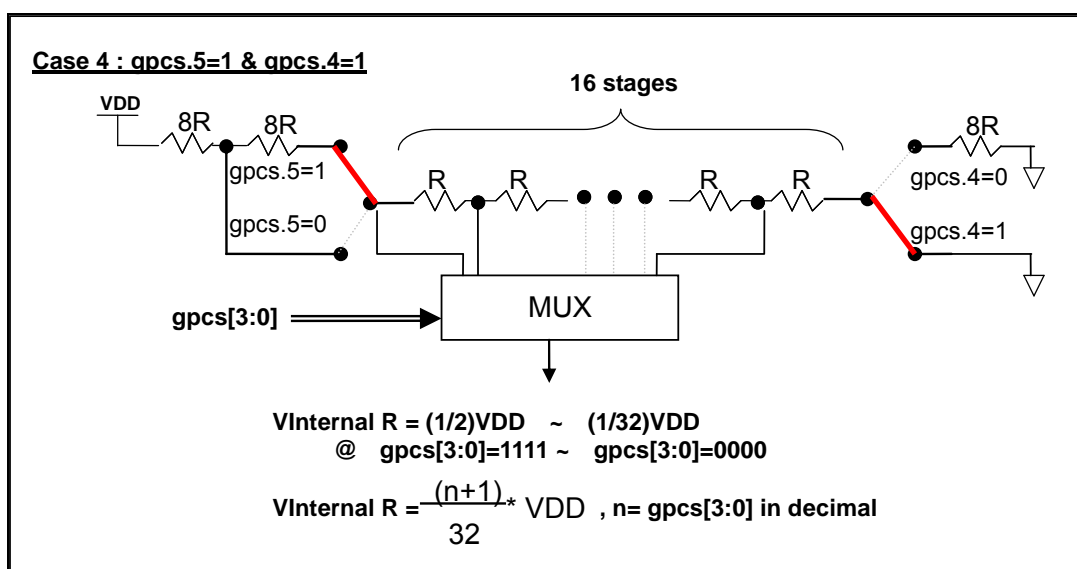 Case 4 : gpcs.5=1 & gpcs.4=1
16 stages
VDD
8R
8R
8R
gpcs.5=1
gpcs.4=0
R
R
R
R
gpcs.5=0
gpcs.4=1
MUX
gpcs[3:0]
VInternal R = (1/2)VDD ~ (1/32)VDD
@ gpcs[3:0]=1111 ~ gpcs[3:0]=0000
VInternal R = (n+1) * VDD , n= gpcs[3:0] in decimal
32